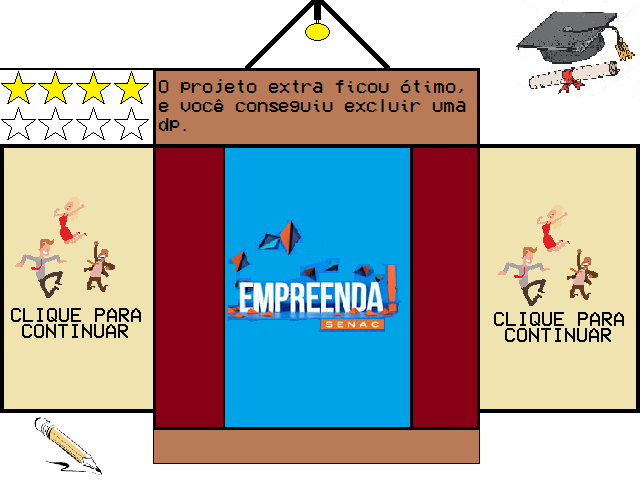 O projeto extra ficou ótimo,
e você conseguiu excluir uma
dp.
EMPREENDA!
SENAC
CLIQUE PARA
CONTINUAR
CLIQUE PARA
CONTINUAR